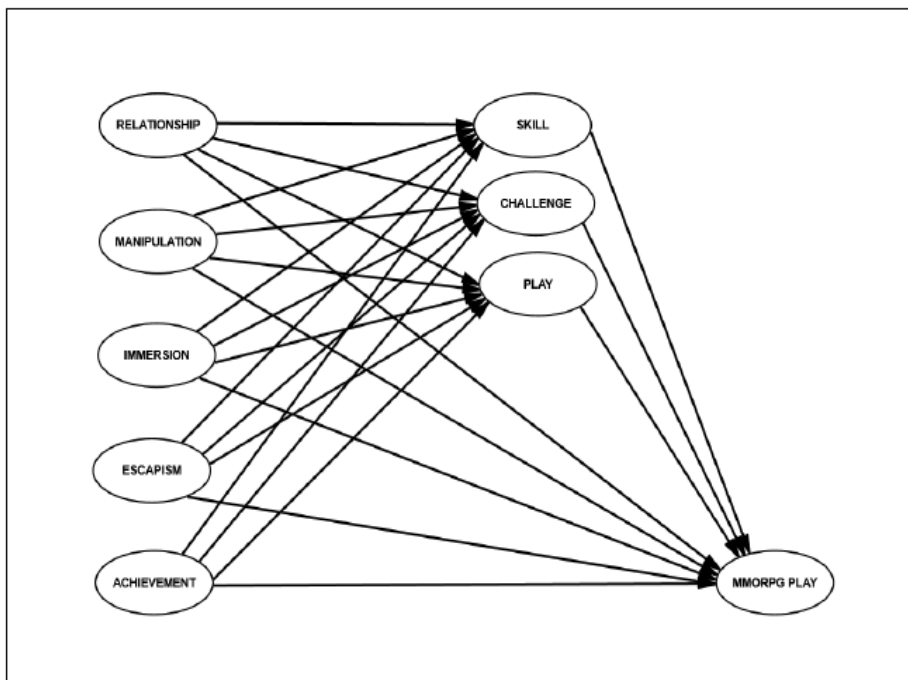 RELATIONSHIP
SKILL
CHALLENGE
MANIPULATION
PLAY
IMMERSION
ESCAPISM
ACHIEVEMENT
MMORPG PLAY